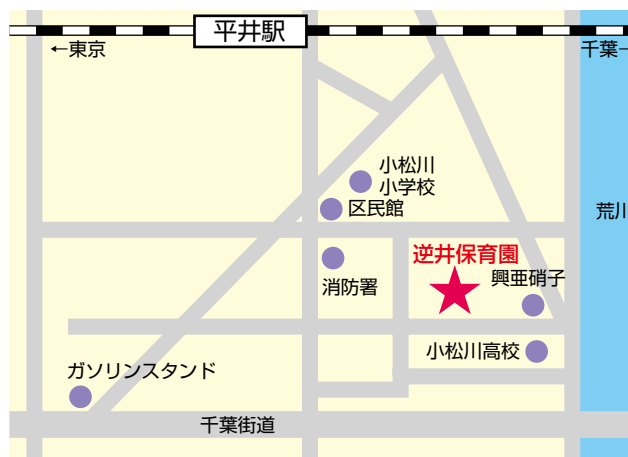 平井駅
←東京
千葉→
小松川
小学校
区民館
荒川
逆井保育園
興亜硝子
消防署
小松川高校
ガソリンスタンド
千葉街道